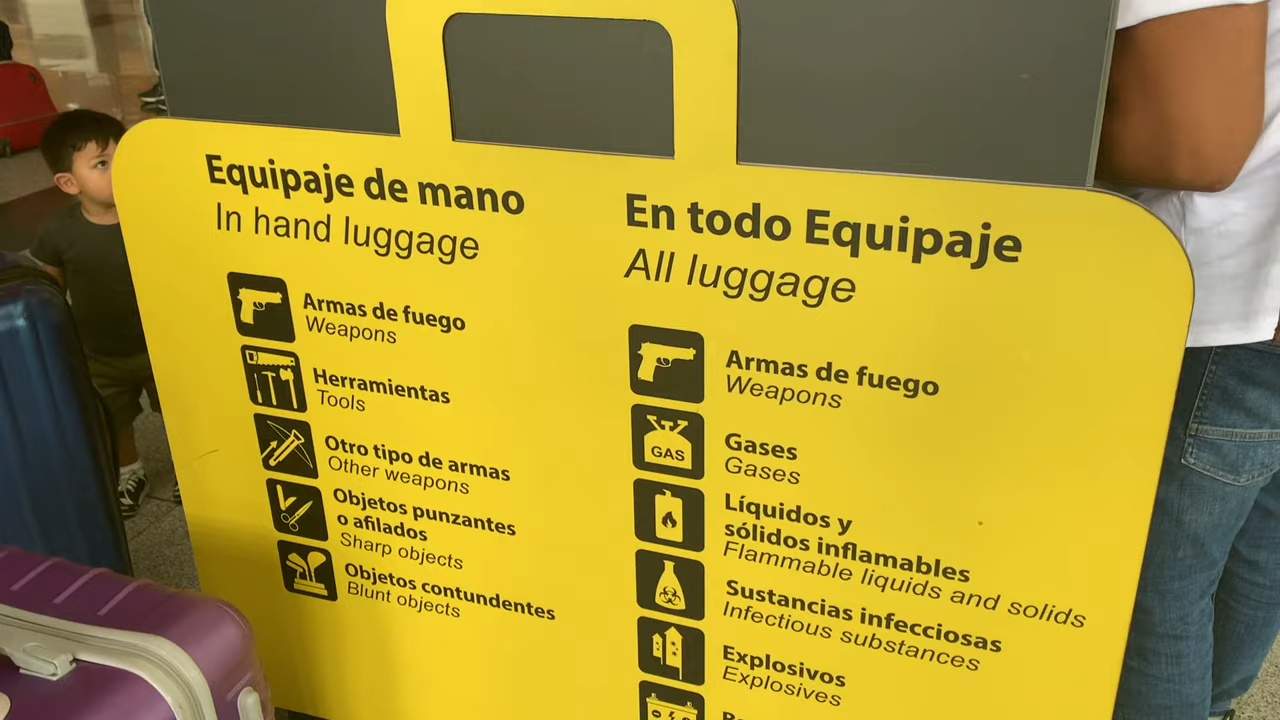 Equipaje de mano
In hand luggage
Armas de fuego
Weapons
Herramientas
Tools
Otro tipo de armas
Other weapons
Objetos punzantes
o afilados
Sharp objects
Objetos contundentes
Blunt objects
En todo Equipaje
All luggage
Armas de fuego
Weapons
GAS
Gases
Gases
Líquidos y
sólidos inflamables
Flammable liquids and solids
Sustancias infecciosas
Infectious substances
Explosivos
Explosives